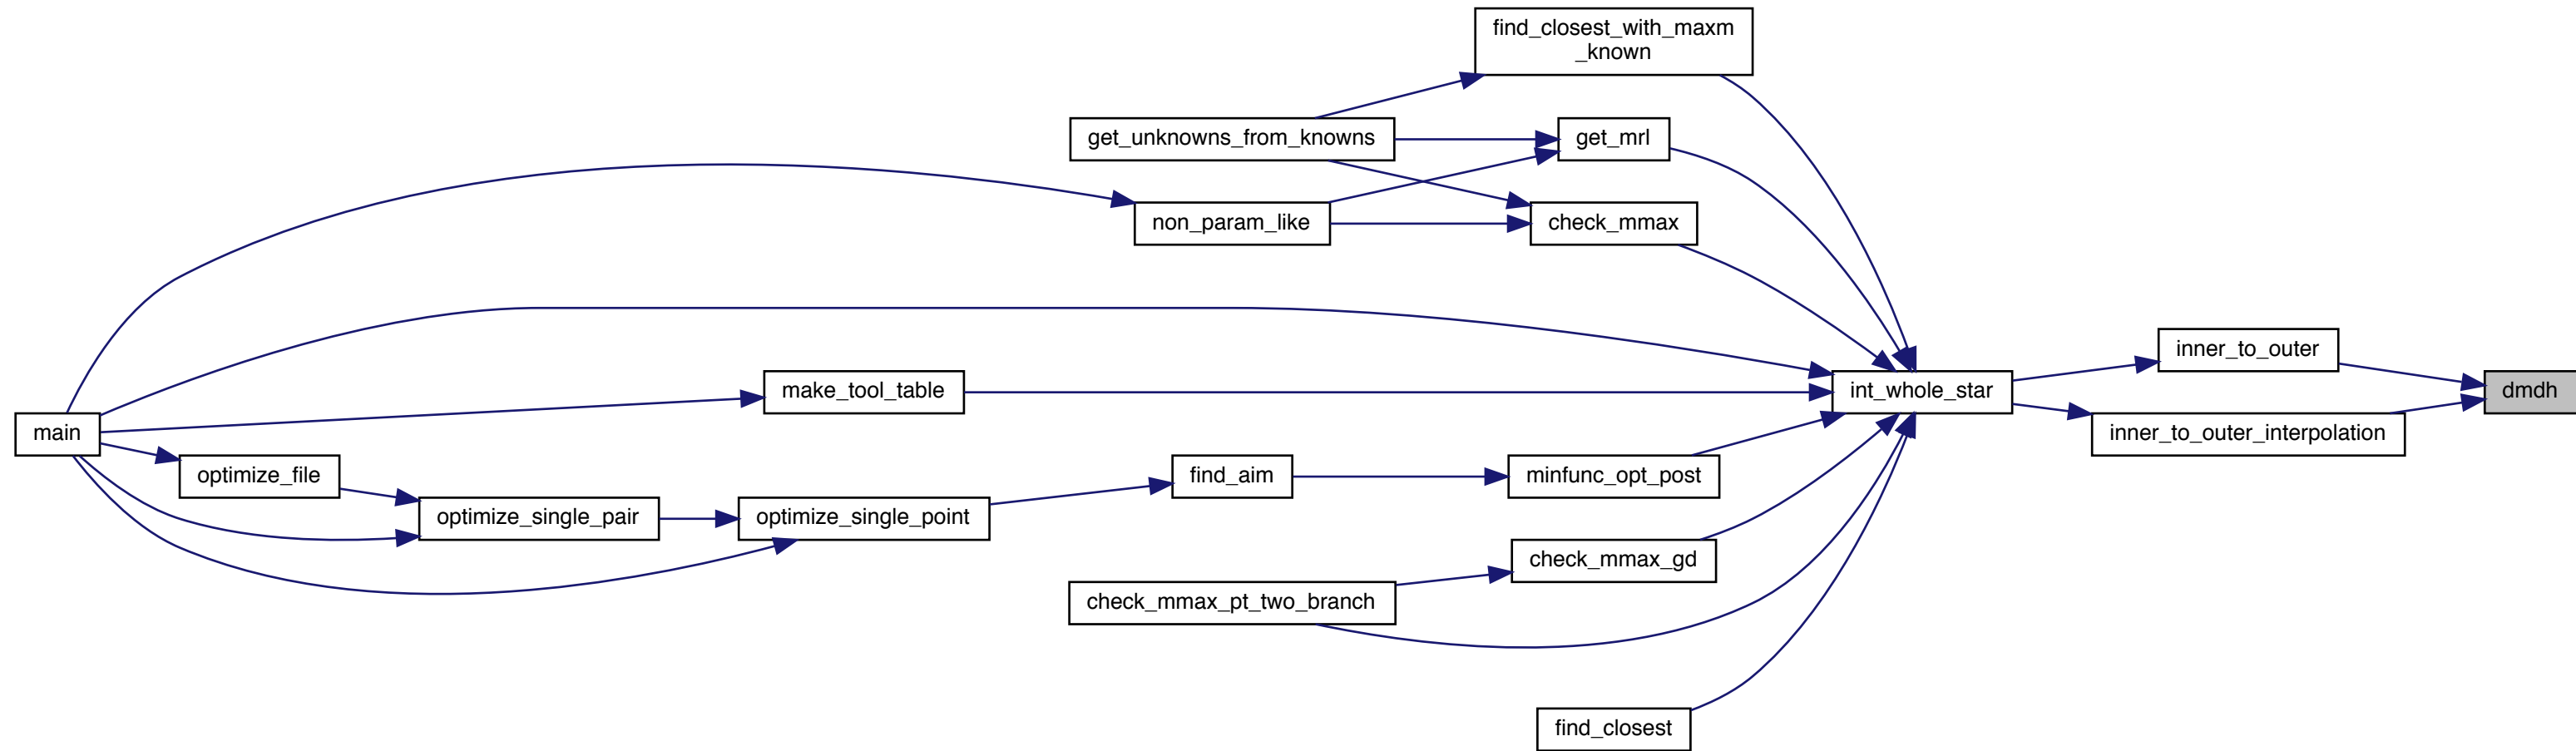 find_closest_with_maxm
_known
get_unknowns_from_knowns
get_mrl
non_param_like
check_mmax
inner_to_outer
make_tool_table
int_whole_star
dmdh
main
inner_to_outer_interpolation
optimize_file
find_aim
minfunc_opt_post
optimize_single_pair
optimize_single_point
check_mmax_gd
check_mmax_pt_two_branch
find_closest